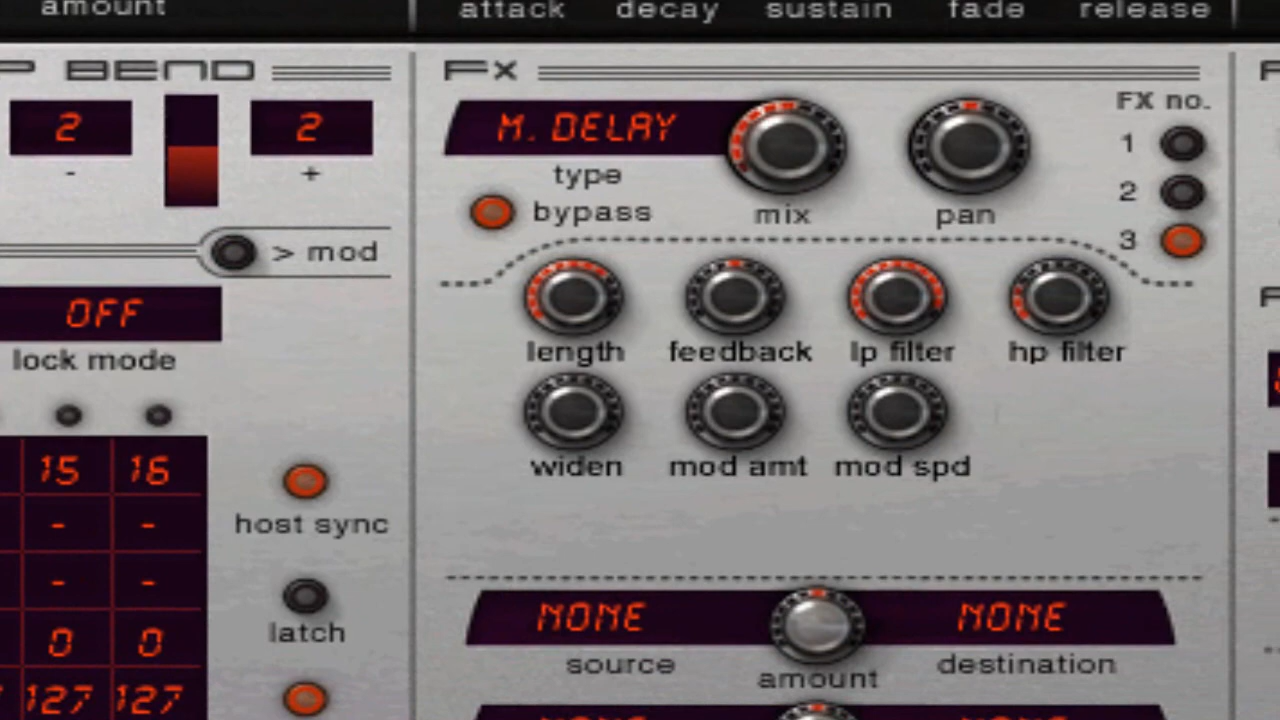 amount
attack decay sustain fade release
P BEND
FX
FX no.
2
2
-
+
M. DELAY
type
bypass
mix
pan
1
2
3
> mod
OFF
lock mode
length
feedback
lp filter
hp filter
widen
mod amt
mod spd
15 16
- -
- -
0 0
127 127
host sync
latch
NONE
NONE
source
amount
destination
NONE
NONE